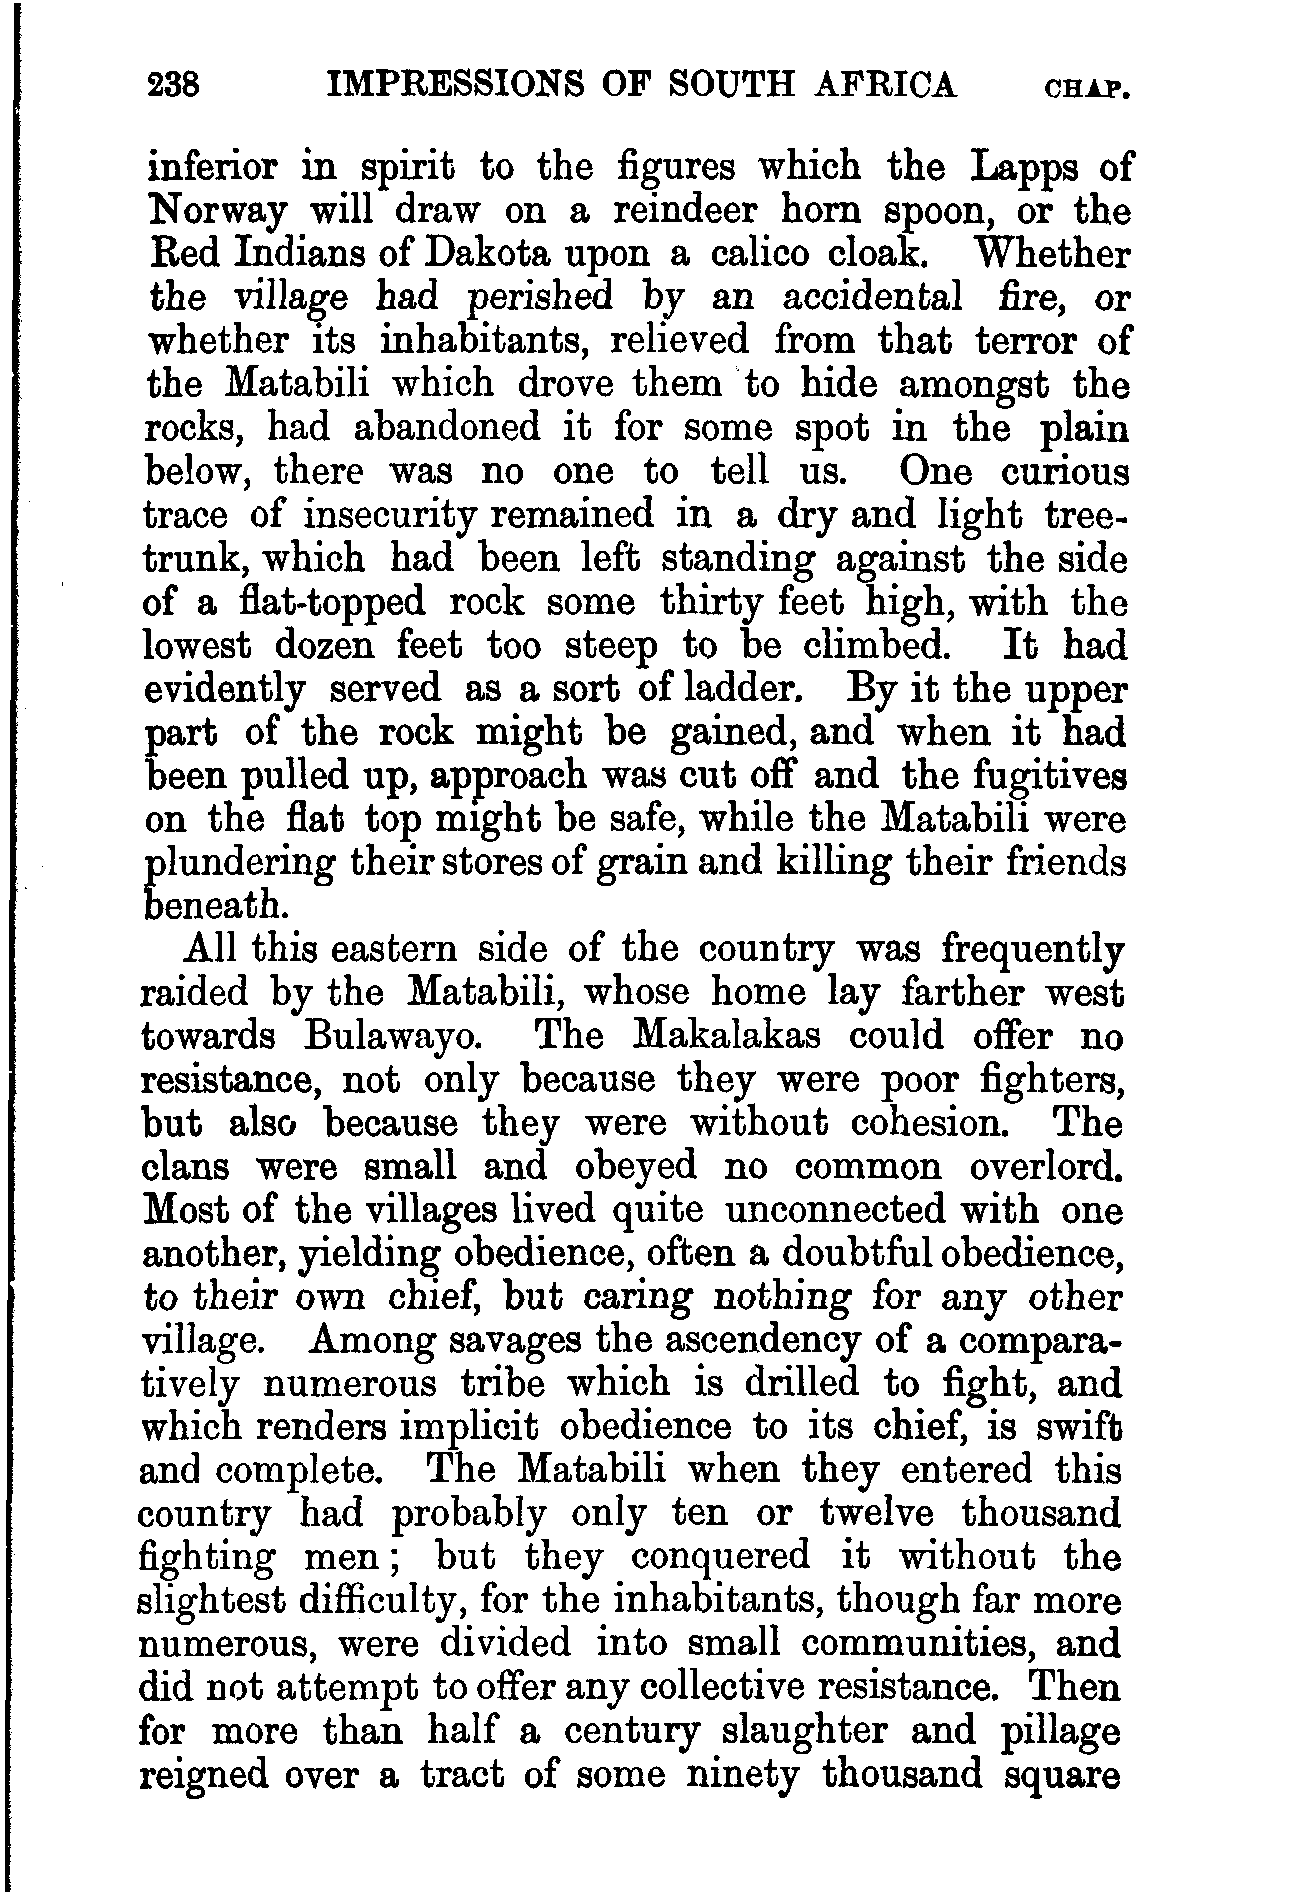 238 IMPRESSIONS OF SOUTH AFRICA CHAP.
inferior in spirit to the figures which the Lapps of
Norway will draw on a reindeer horn spoon, or the
Red Indians of Dakota upon a calico cloak. Whether
the village had perished by an accidental fire, or
whether its inhabitants, relieved from that terror of
the Matabili which drove them to hide amongst the
rocks, had abandoned it for some spot in the plain
below, there was no one to tell us. One curious
trace of insecurity remained in a dry and light tree-
trunk, which had been left standing against the side
of a flat-topped rock some thirty feet high, with the
lowest dozen feet too steep to be climbed. It had
evidently served as a sort of ladder. By it the upper
part of the rock might be gained, and when it had
been pulled up, approach was cut off and the fugitives
on the flat top might be safe, while the Matabili were
plundering their stores of grain and killing their friends
beneath.
All this eastern side of the country was frequently
raided by the Matabili, whose home lay farther west
towards Bulawayo. The Makalakas could offer no
resistance, not only because they were poor fighters,
but also because they were without cohesion. The
clans were small and obeyed no common overlord.
Most of the villages lived quite unconnected with one
another, yielding obedience, often a doubtful obedience,
to their own chief, but caring nothing for any other
village. Among savages the ascendency of a compara-
tively numerous tribe which is drilled to fight, and
which renders implicit obedience to its chief, is swift
and complete. The Matabili when they entered this
country had probably only ten or twelve thousand
fighting men; but they conquered it without the
slightest difficulty, for the inhabitants, though far more
numerous, were divided into small communities, and
did not attempt to offer any collective resistance. Then
for more than half a century slaughter and pillage
reigned over a tract of some ninety thousand square